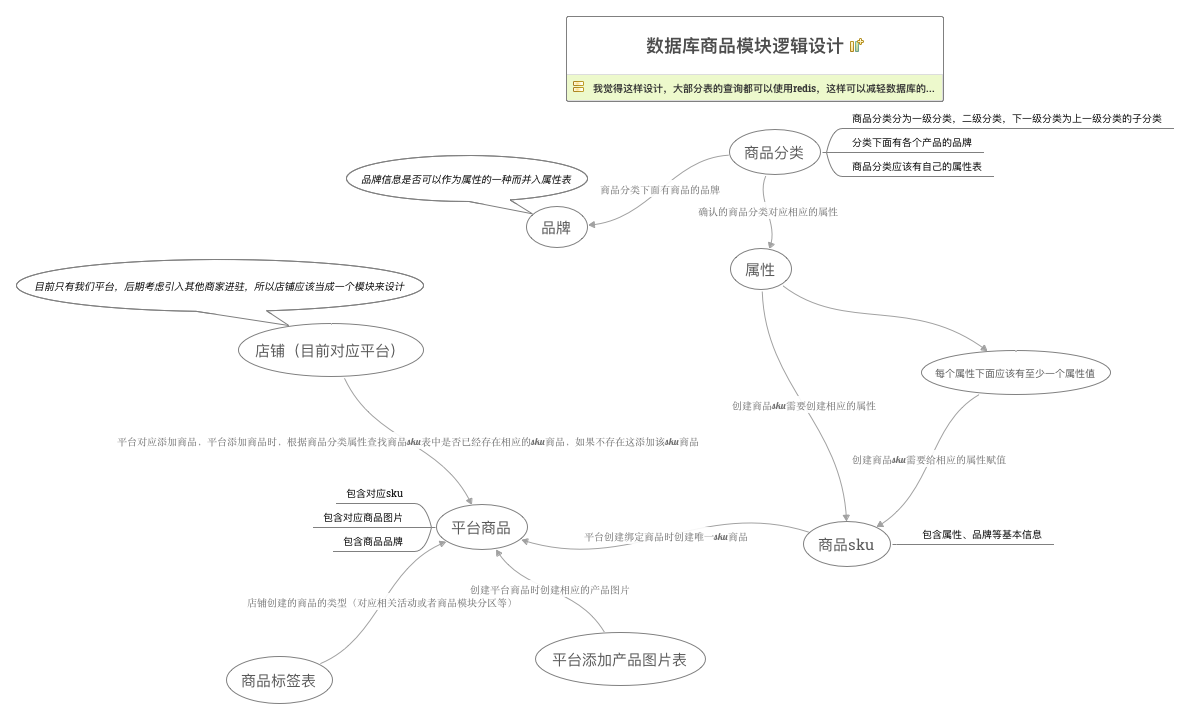 数据库商品模块逻辑设计
我觉得这样设计，大部分表的查询都可以使用redis，这样可以减轻数据库的...
商品分类
商品分类分为一级分类，二级分类，下一级分类为上一级分类的子分类
分类下面有各个产品的品牌
商品分类应该有自己的属性表
品牌信息是否可以作为属性的一种而并入属性表
商品分类下面有商品的品牌
确认的商品分类对应相应的属性
品牌
属性
目前只有我们平台，后期考虑引入其他商家进驻，所以店铺应该当成一个模块来设计
店铺（目前对应平台）
每个属性下面应该有至少一个属性值
创建商品sku需要创建相应的属性
平台对应添加商品．平台添加商品时．根据商品分类属性查找商品sku表中是否已经存在相应的sku商品．如果不存在这添加该sku商品
创建商品sku需要给相应的属性赋值
包含对应sku
包含对应商品图片
包含商品品牌
平台商品
平台创建绑定商品时创建唯一sku商品
商品sku
包含属性、品牌等基本信息
创建平台商品时创建相应的产品图片
店铺创建的商品的类型（对应相关活动或者商品模块分区等）
平台添加产品图片表
商品标签表